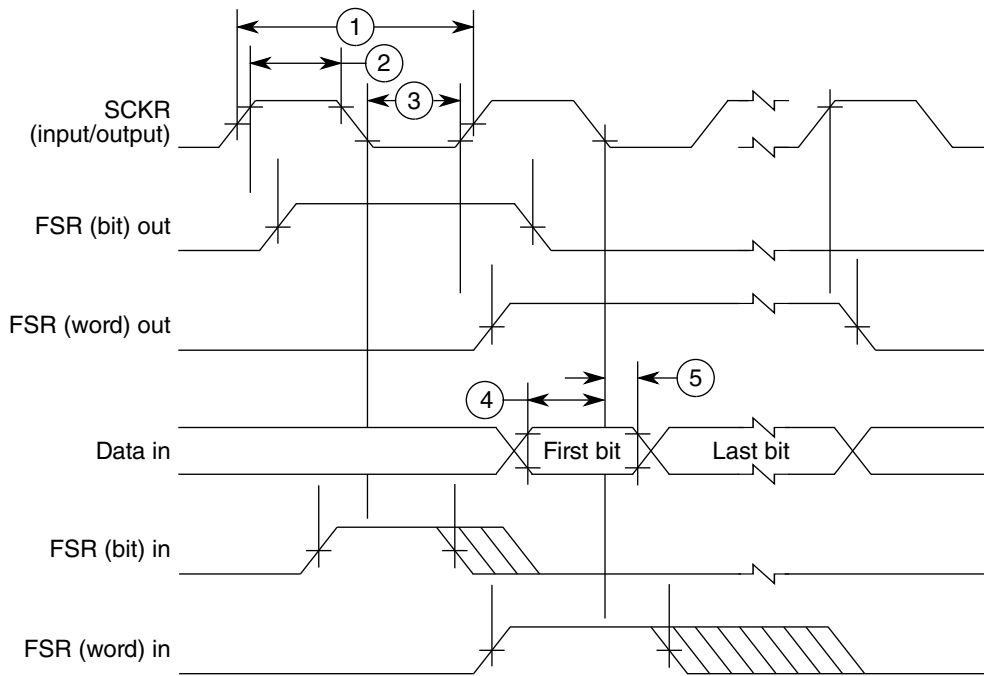 1
2
3
SCKR
(input/output)
FSR (bit) out
FSR (word) out
4
5
Data in
First bit
Last bit
FSR (bit) in
FSR (word) in